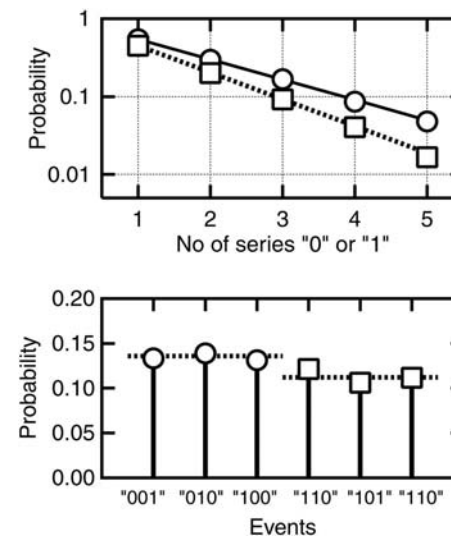 1
0.1
0.01
Probability
1 2 3 4 5
No of series "0" or "1"
0.20
0.15
0.10
0.05
0.00
Probability
"001" "010" "100" "110" "101" "110"
Events